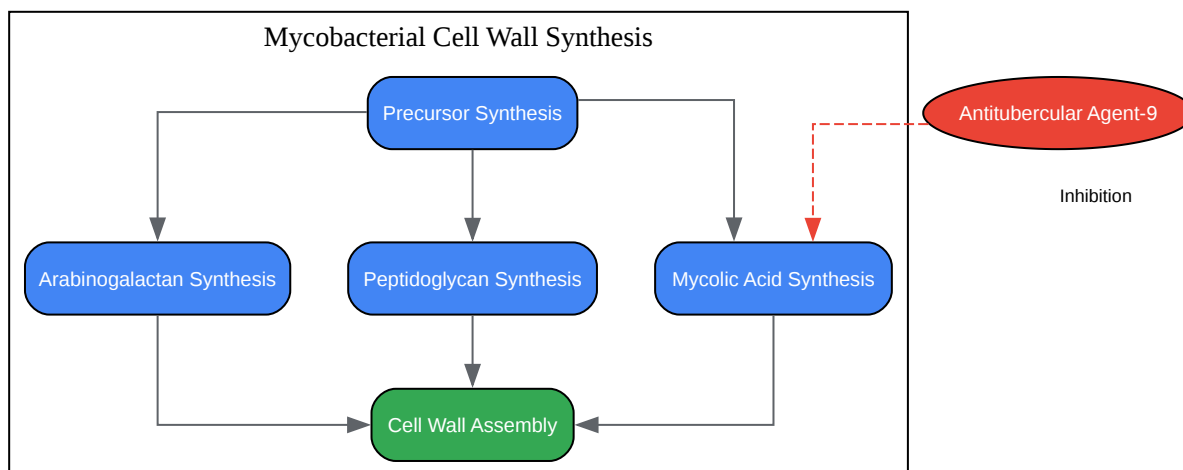 Mycobacterial Cell Wall Synthesis
Precursor Synthesis
Antitubercular Agent-9
Inhibition
Arabinogalactan Synthesis
Peptidoglycan Synthesis
Mycolic Acid Synthesis
Cell Wall Assembly